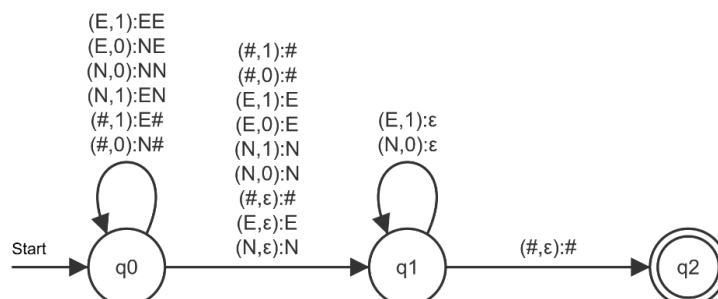 (E,1):EE
(E,0):NE
(N,0):NN
(N,1):EN
(#,1):E#
(#,0):N#
(#,1):#
(#,0):#
(E,1):E
(E,0):E
(N,1):N
(N,0):N
(#,ε):#
(E,ε):E
(N,ε):N
(E,1):ε
(N,0):ε
Start
(#,ε):#
q0
q1
q2